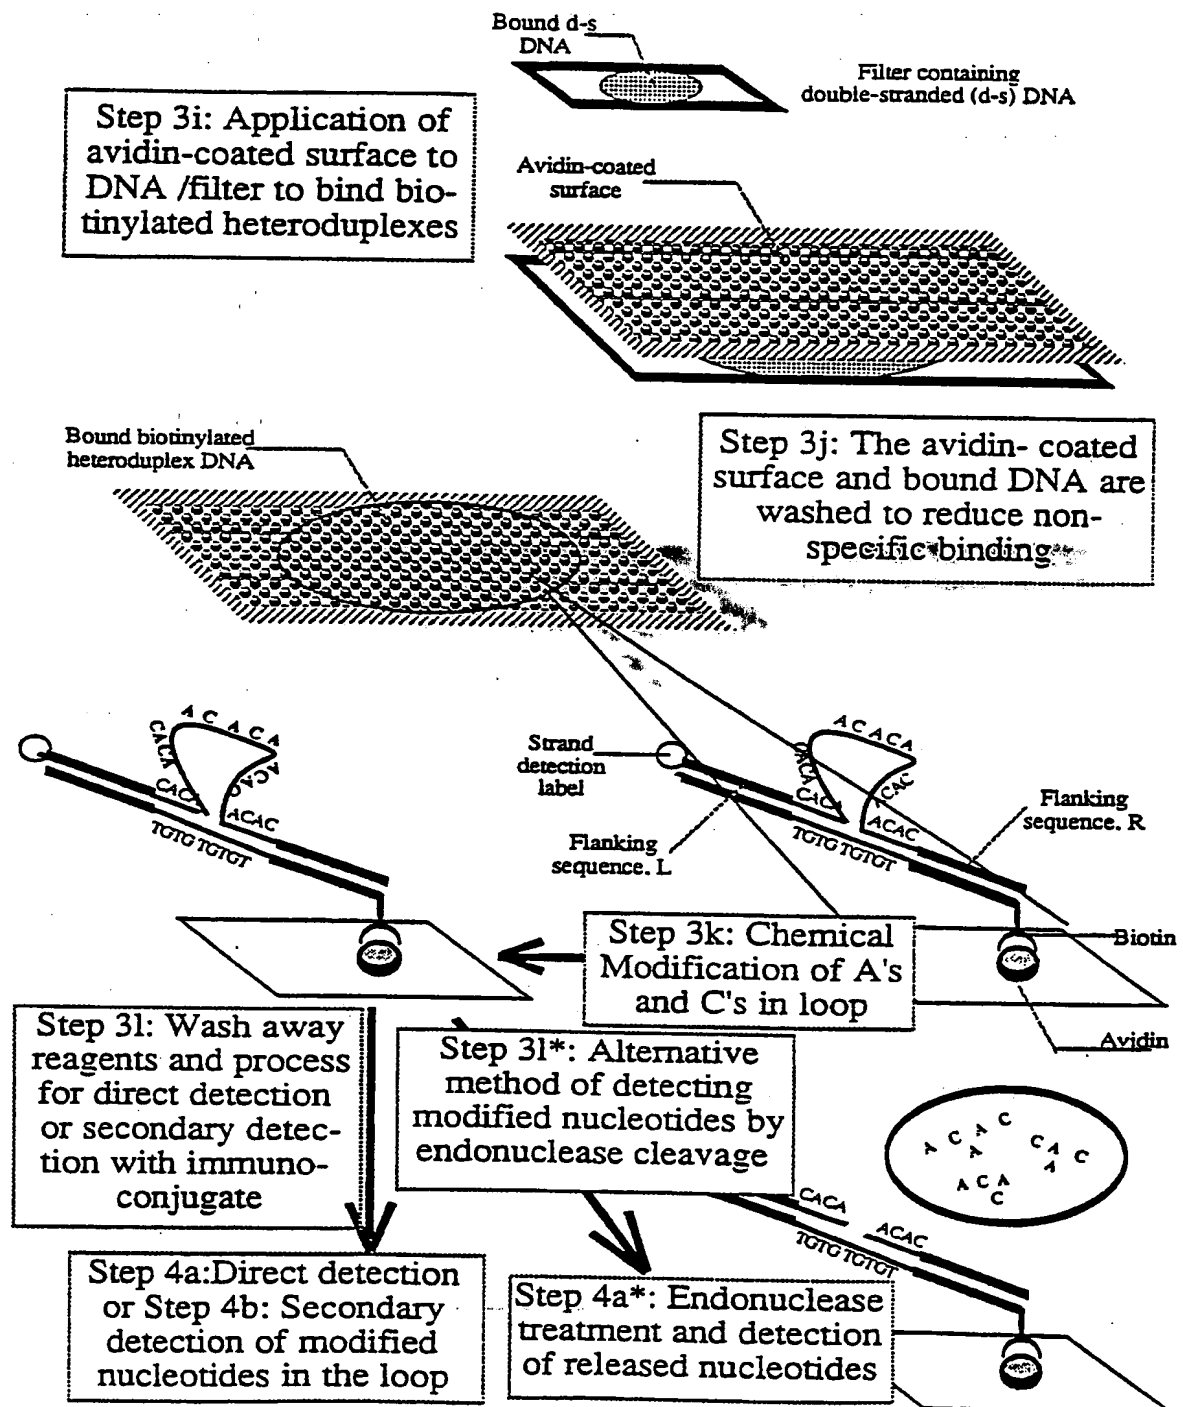 Bound d-s
DNA
Filter containing
double-stranded (d-s) DNA
Step 3i: Application of
avidin-coated surface to
DNA /filter to bind bio-
tinylated heteroduplexes
Avidin-coated
surface
Bound biotinylated
heteroduplex DNA
Step 3j: The avidin- coated
surface and bound DNA are
washed to reduce non-
specific binding
A C A C A
CACA
ACAC
CACA
ACAC
TGTG TGTGT
Strand
detection
label
A C A C A
CACA
ACAC
CACA
ACAC
TGTG TGTGT
Flanking
sequence. L
Flanking
sequence. R
Step 3k: Chemical
Modification of A's
and C's in loop
Biotin
Avidin
Step 3l: Wash away
reagents and process
for direct detection
or secondary detec-
tion with immuno-
conjugate
Step 3l*: Alternative
method of detecting
modified nucleotides by
endonuclease cleavage
A C A C
A
C A C
A
A C A
C
CACA
ACAC
TGTG TGTGT
Step 4a:Direct detection
or Step 4b: Secondary
detection of modified
nucleotides in the loop
Step 4a*: Endonuclease
treatment and detection
of released nucleotides